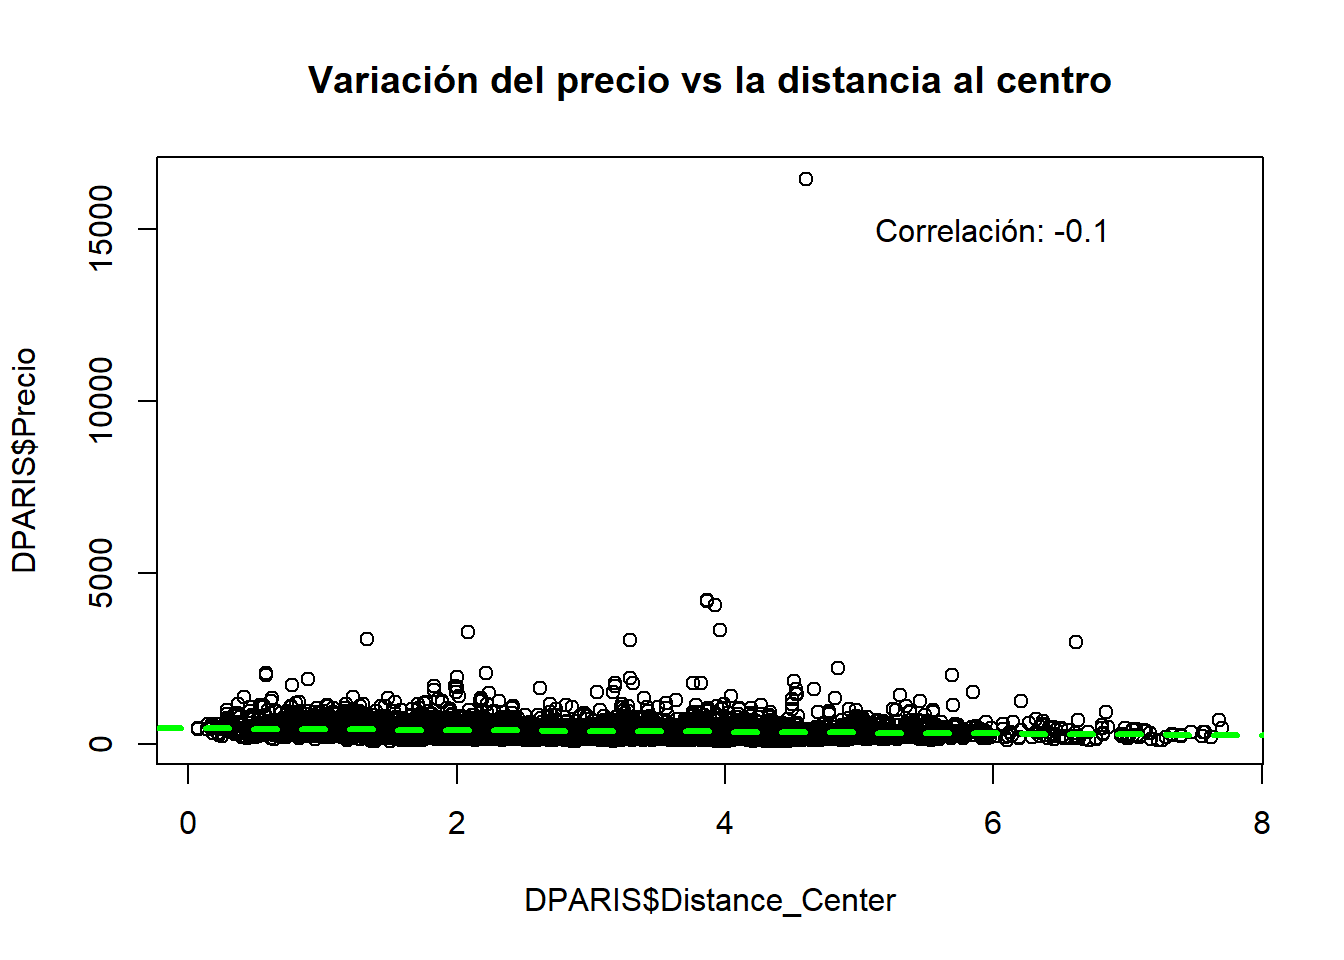 Variación del precio vs la distancia al centro
Correlación: -0.1
DPARIS$Precio
15000
10000
5000
0
0 2 4 6 8
DPARIS$Distance_Center